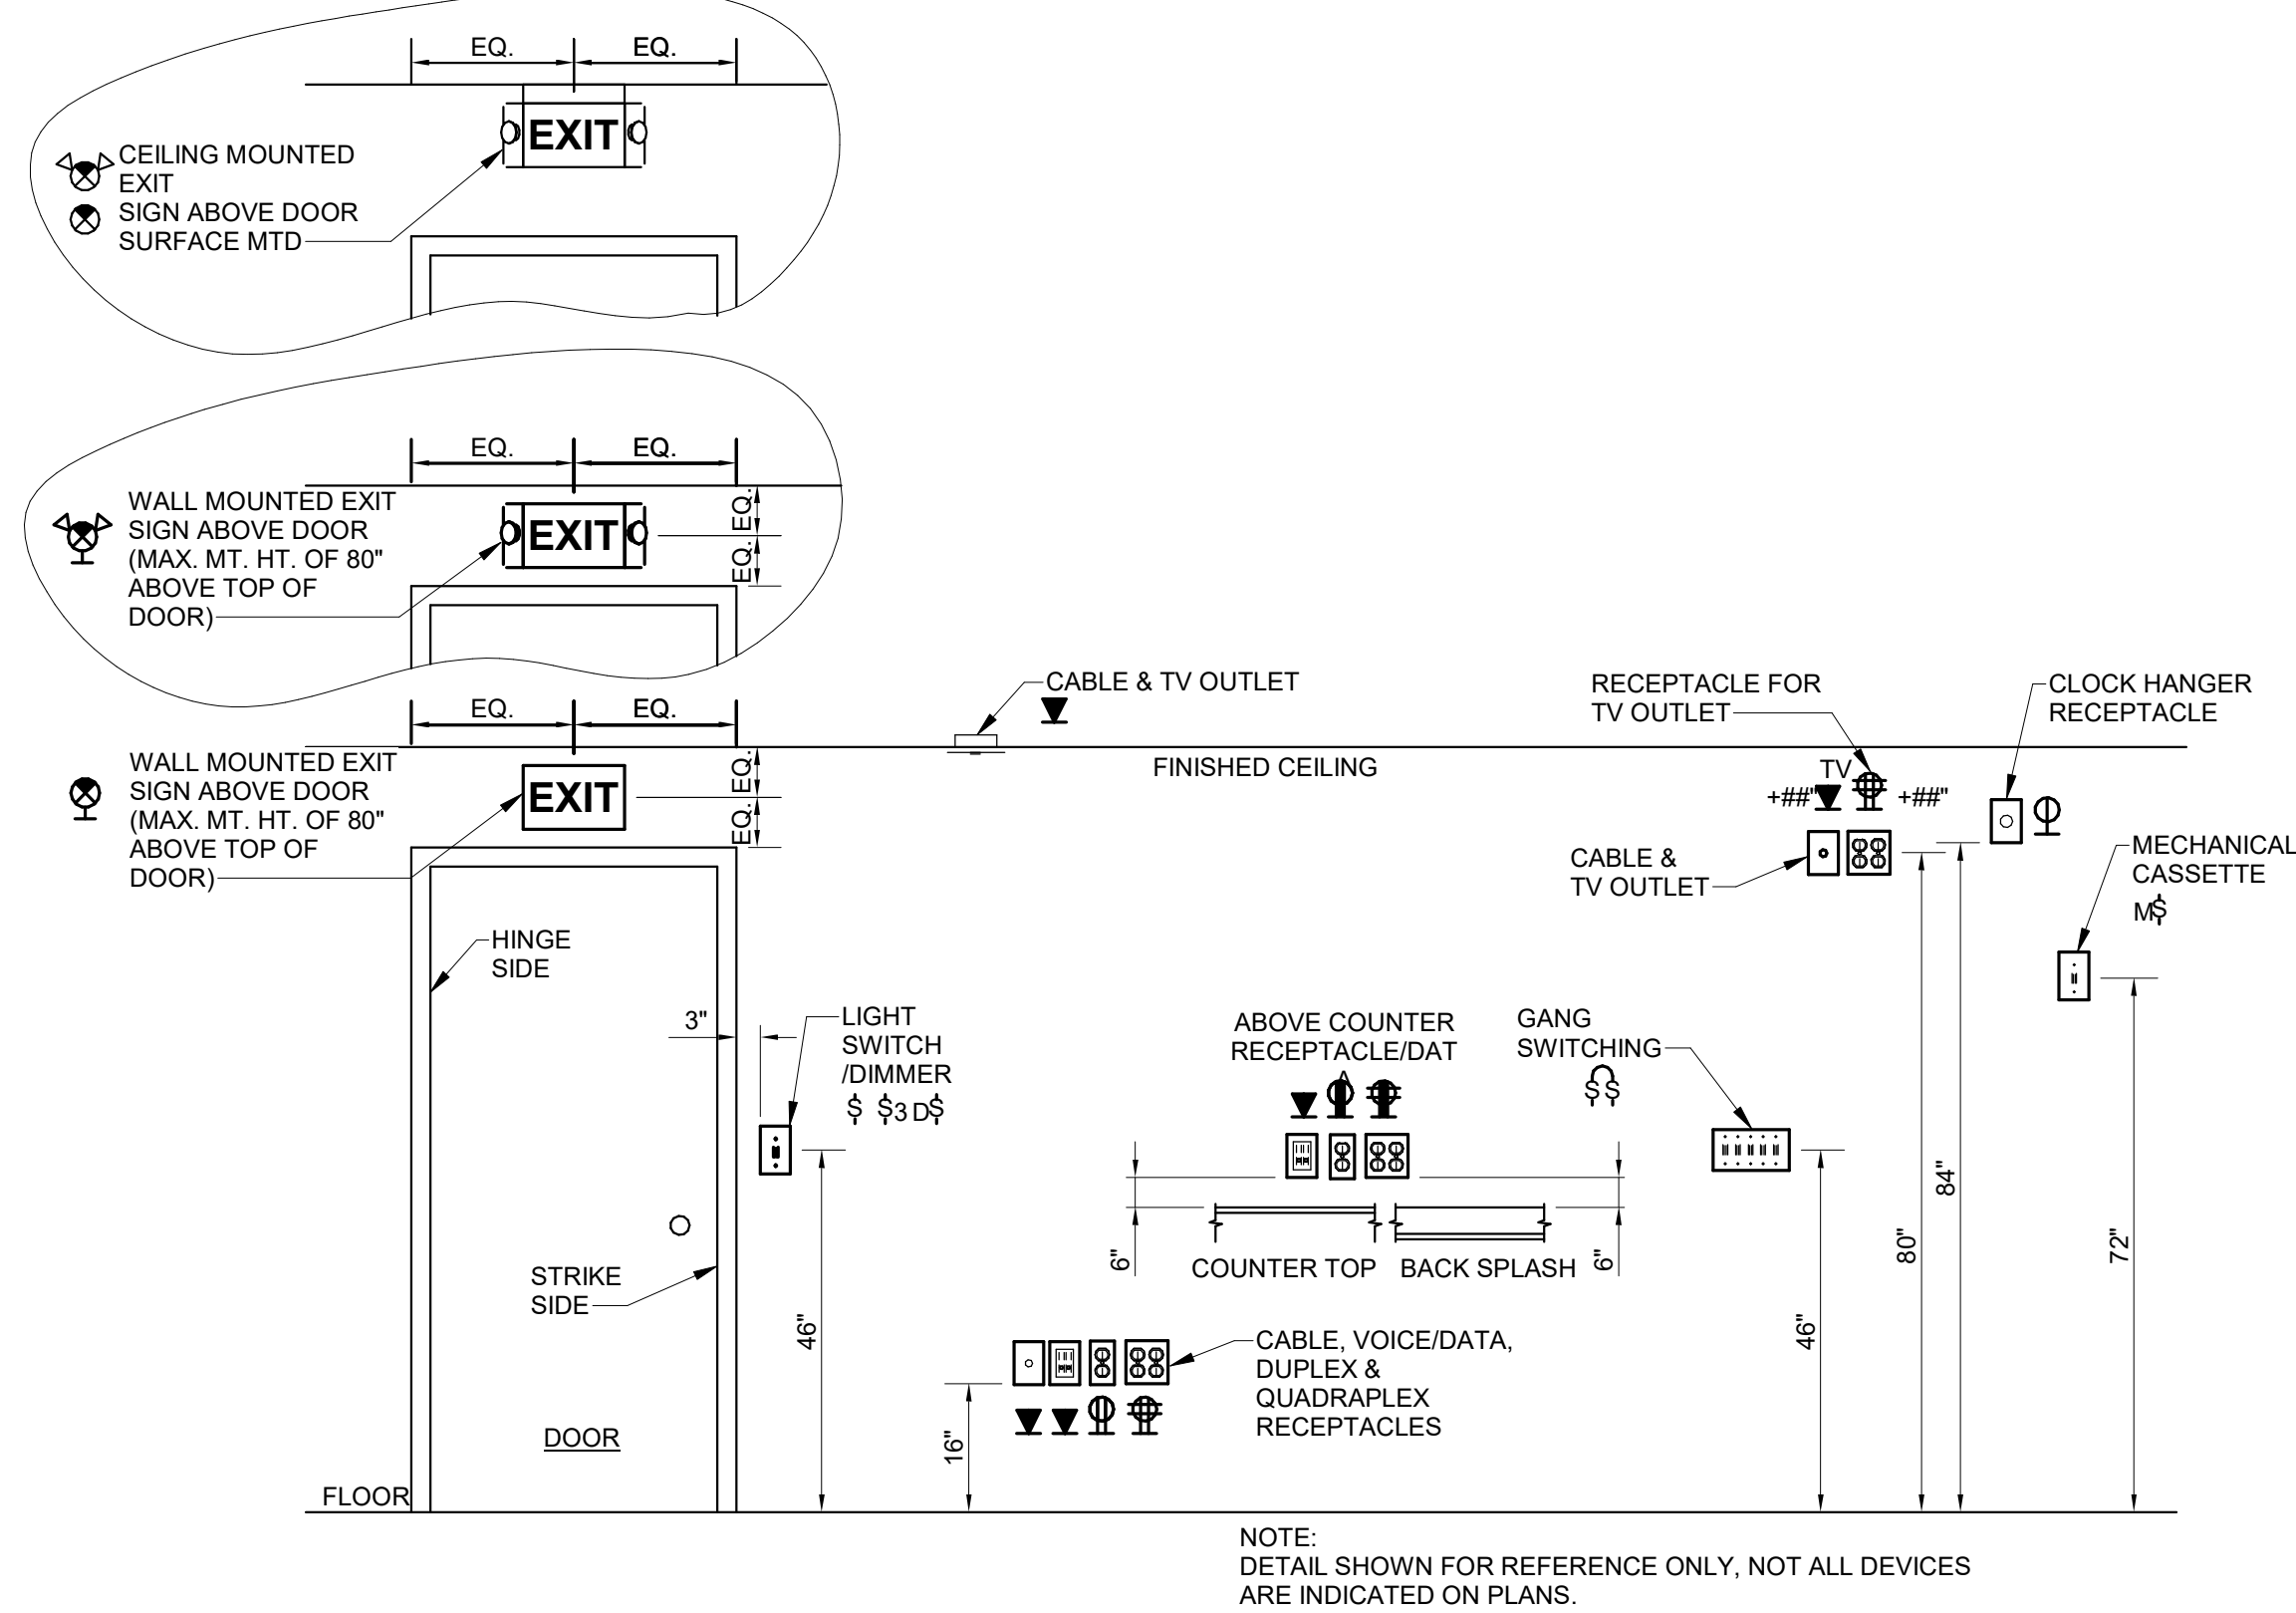 EQ. EQ.
EXIT
CEILING MOUNTED
EXIT
SIGN ABOVE DOOR
SURFACE MTD
EQ. EQ.
EQ.
EQ.
EXIT
WALL MOUNTED EXIT
SIGN ABOVE DOOR
(MAX. MT. HT. OF 80"
ABOVE TOP OF
DOOR)
EQ. EQ.
EQ.
EQ.
EXIT
WALL MOUNTED EXIT
SIGN ABOVE DOOR
(MAX. MT. HT. OF 80"
ABOVE TOP OF
DOOR)
CABLE & TV OUTLET
FINISHED CEILING
RECEPTACLE FOR
TV OUTLET
TV
+##" +##"
CLOCK HANGER
RECEPTACLE
CABLE &
TV OUTLET
MECHANICAL
CASSETTE
M$
HINGE
SIDE
3"
LIGHT
SWITCH
/DIMMER
$ $3 D$
ABOVE COUNTER
RECEPTACLE/DAT
A
GANG
SWITCHING
$ $
6"
COUNTER TOP
BACK SPLASH
6"
STRIKE
SIDE
46"
CABLE, VOICE/DATA,
DUPLEX &
QUADRAPLEX
RECEPTACLES
16"
46"
80"
84"
72"
DOOR
FLOOR
NOTE:
DETAIL SHOWN FOR REFERENCE ONLY, NOT ALL DEVICES
ARE INDICATED ON PLANS.